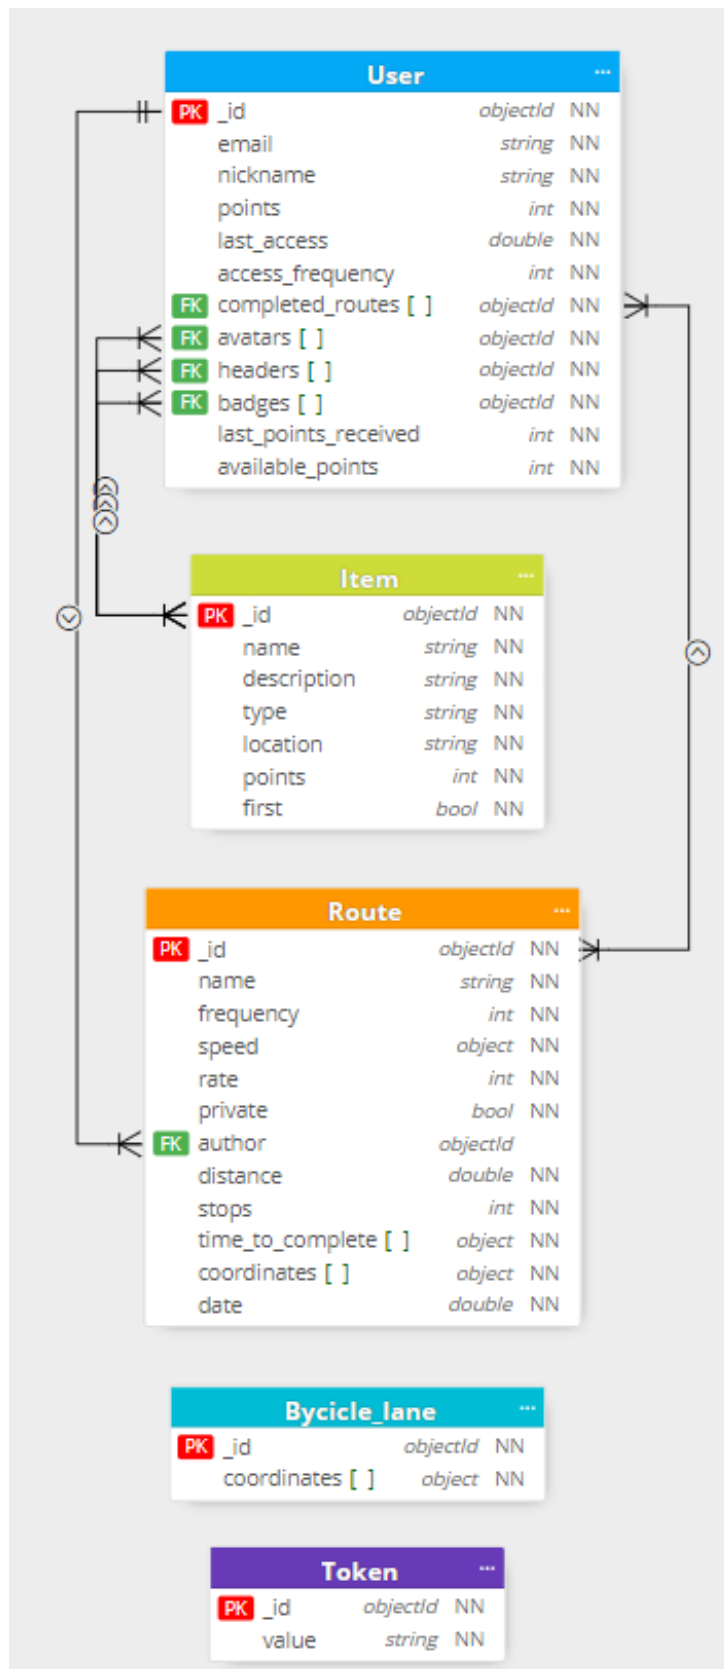 User ...
PK _id objectId NN
email string NN
nickname string NN
points int NN
last_access double NN
access_frequency int NN
FK completed_routes [ ] objectId NN
FK avatars [ ] objectId NN
FK headers [ ] objectId NN
FK badges [ ] objectId NN
last_points_received int NN
available_points int NN
Item ...
PK _id objectId NN
name string NN
description string NN
type string NN
location string NN
points int NN
first bool NN
Route ...
PK _id objectId NN
name string NN
frequency int NN
speed object NN
rate int NN
private bool NN
FK author objectId
distance double NN
stops int NN
time_to_complete [ ] object NN
coordinates [ ] object NN
date double NN
Bycicle_lane ...
PK _id objectId NN
coordinates [ ] object NN
Token ...
PK _id objectId NN
value string NN